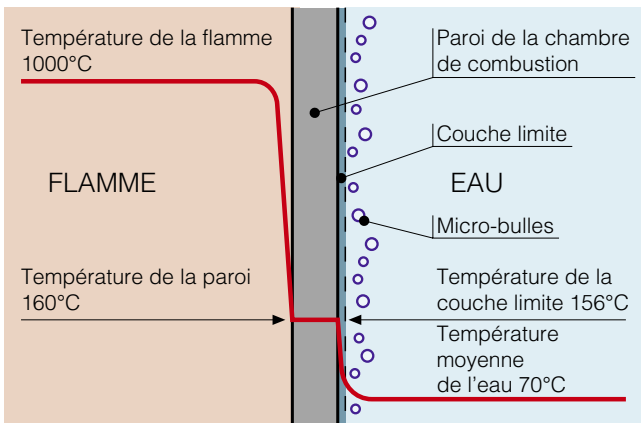 Température de la flamme
1000°C
Paroi de la chambre
de combustion
Couche limite
FLAMME
EAU
Micro-bulles
Température de la paroi
160°C
Température de la
couche limite 156°C
Température
moyenne
de l'eau 70°C